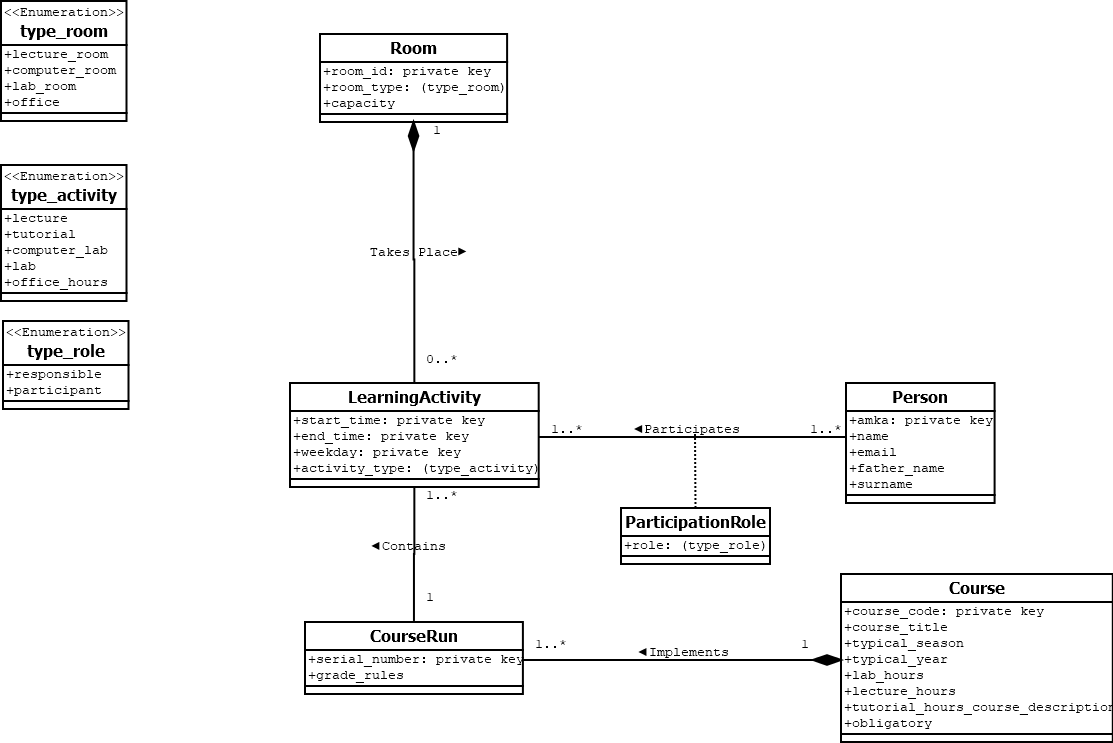 <<Enumeration>>
type_room
+lecture_room
+computer_room
+lab_room
+office
Room
+room_id: private key
+room_type: (type_room)
+capacity
1
<<Enumeration>>
type_activity
+lecture
+tutorial
+computer_lab
+lab
+office_hours
Takes Place►
<<Enumeration>>
type_role
+responsible
+participant
0..*
LearningActivity
+start_time: private key
+end_time: private key
+weekday: private key
+activity_type: (type_activity)
1..*
◄Participates
1..*
Person
+amka: private key
+name
+email
+father_name
+surname
ParticipationRole
+role: (type_role)
1..*
◄Contains
1
CourseRun
+serial_number: private key
+grade_rules
1..*
◄Implements
1
Course
+course_code: private key
+course_title
+typical_season
+typical_year
+lab_hours
+lecture_hours
+tutorial_hours_course_description
+obligatory